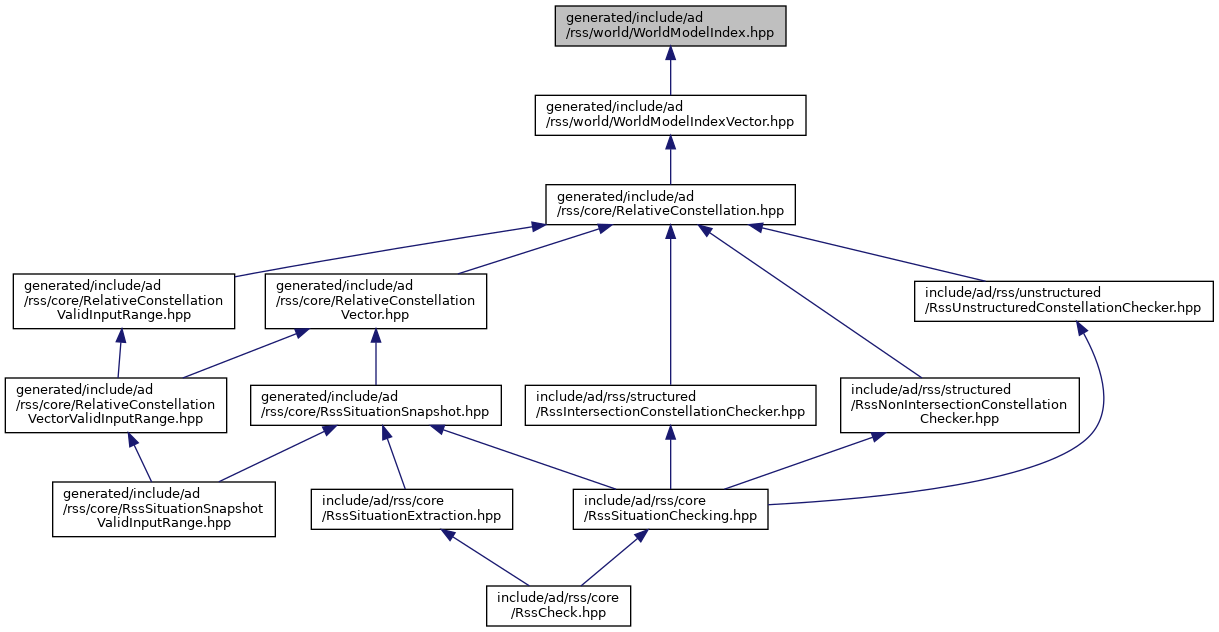 generated/include/ad
/rss/world/WorldModelIndex.hpp
generated/include/ad
/rss/world/WorldModelIndexVector.hpp
generated/include/ad
/rss/core/RelativeConstellation.hpp
generated/include/ad
/rss/core/RelativeConstellation
ValidInputRange.hpp
generated/include/ad
/rss/core/RelativeConstellation
Vector.hpp
include/ad/rss/unstructured
/RssUnstructuredConstellationChecker.hpp
generated/include/ad
/rss/core/RelativeConstellation
VectorValidInputRange.hpp
generated/include/ad
/rss/core/RssSituationSnapshot.hpp
include/ad/rss/structured
/RssIntersectionConstellationChecker.hpp
include/ad/rss/structured
/RssNonIntersectionConstellation
Checker.hpp
generated/include/ad
/rss/core/RssSituationSnapshot
ValidInputRange.hpp
include/ad/rss/core
/RssSituationExtraction.hpp
include/ad/rss/core
/RssSituationChecking.hpp
include/ad/rss/core
/RssCheck.hpp